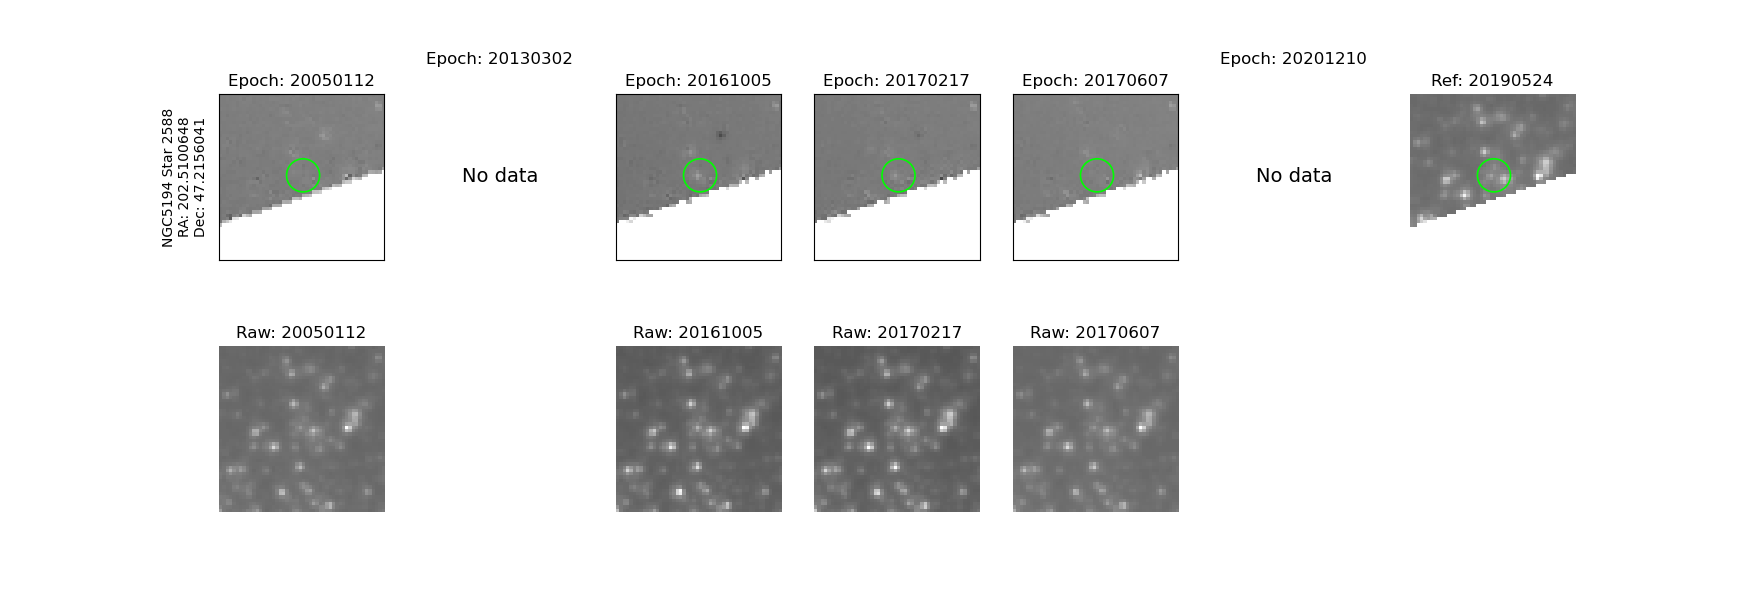 Epoch: 20130302
Epoch: 20201210
Epoch: 20050112
Epoch: 20161005
Epoch: 20170217
Epoch: 20170607
Ref: 20190524
NGC5194 Star 2588
RA: 202.5100648
Dec: 47.2156041
No data
No data
Raw: 20050112
Raw: 20161005
Raw: 20170217
Raw: 20170607